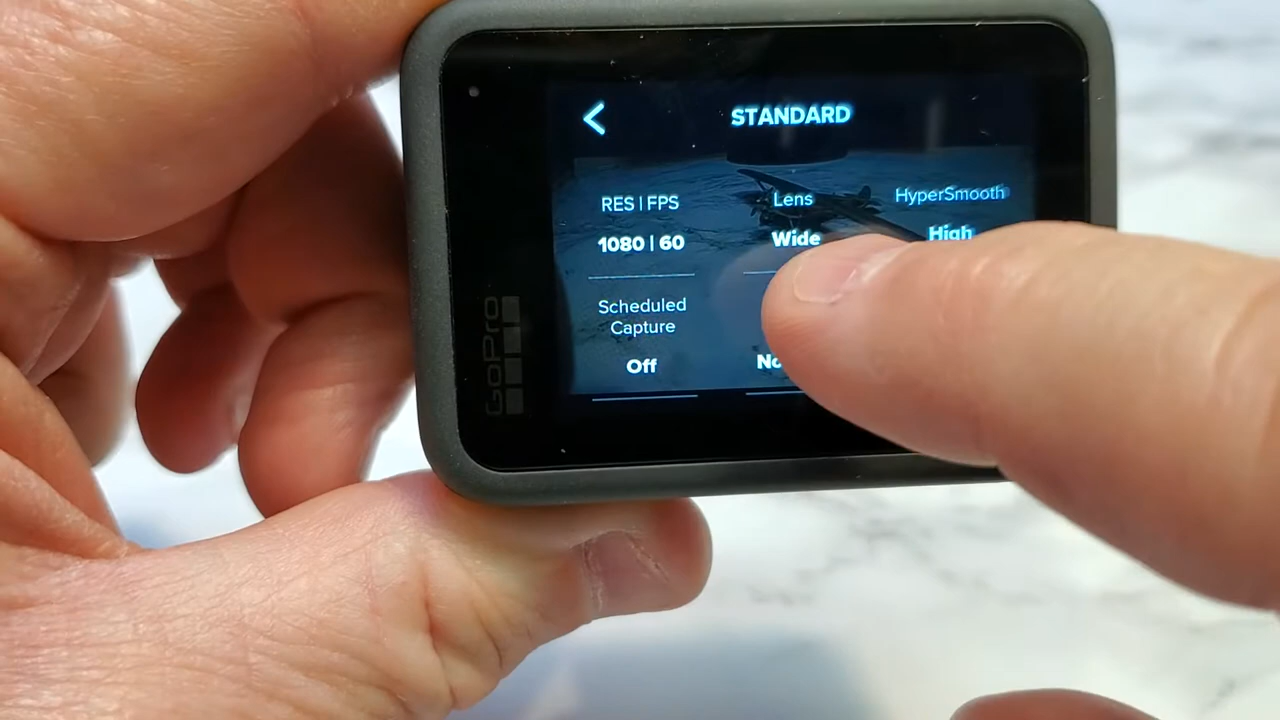 STANDARD
RES | FPS
Lens
HyperSmooth
1080 | 60
Wide
High
Scheduled
Capture
Off
GoPro